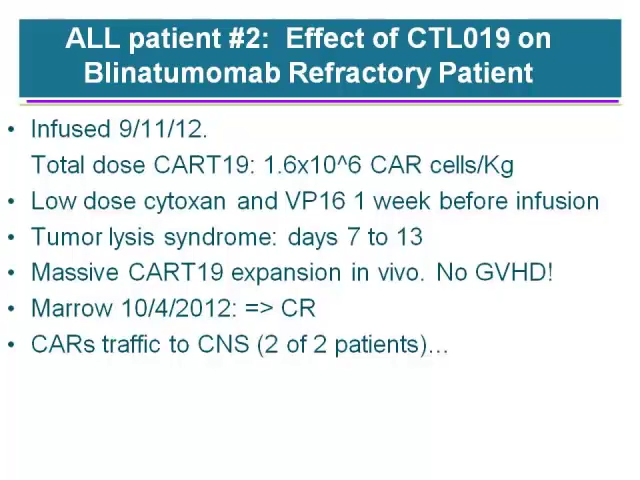 ALL patient #2: Effect of CTL019 on
Blinatumomab Refractory Patient
• Infused 9/11/12.
Total dose CART19: 1.6x10^6 CAR cells/Kg
• Low dose cytoxan and VP16 1 week before infusion
• Tumor lysis syndrome: days 7 to 13
• Massive CART19 expansion in vivo. No GVHD!
• Marrow 10/4/2012: => CR
• CARs traffic to CNS (2 of 2 patients)...